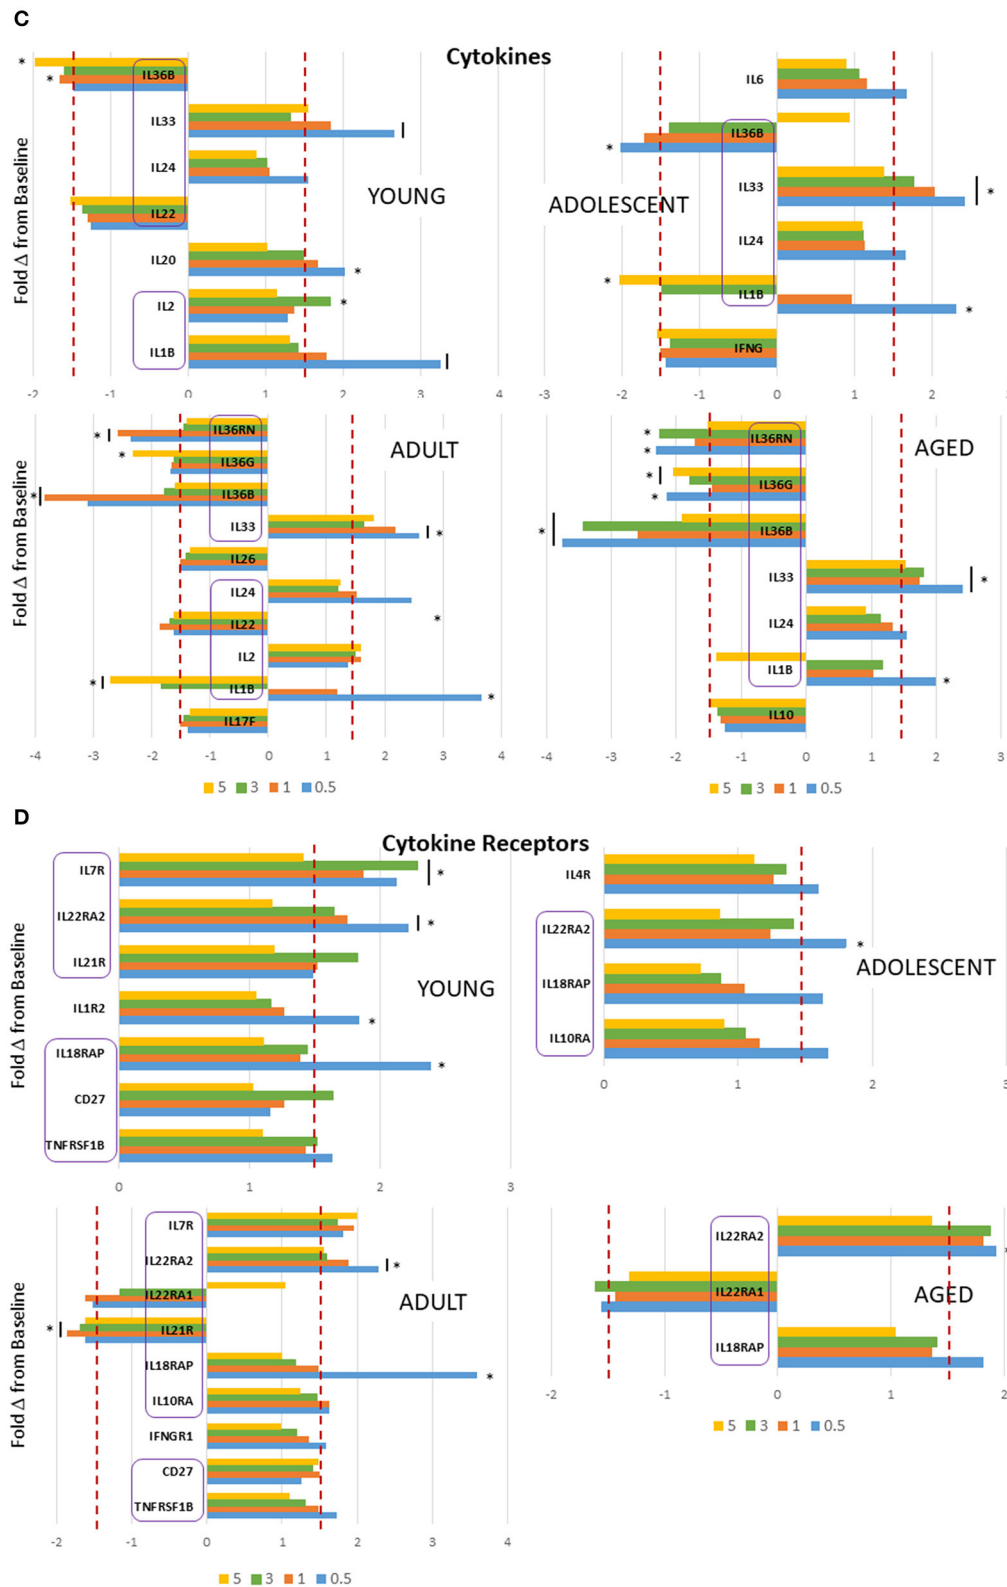 C
Cytokines
Fold Δ from Baseline
*
*
IL36B
IL33
IL24
IL22
IL20
*
IL2
*
IL1B
YOUNG
-2 -1 0 1 2 3 4
IL6
IL36B
*
IL33
*
IL24
*
IL1B
*
IFNG
ADOLESCENT
-3 -2 -1 0 1 2
Fold Δ from Baseline
*
IL36RN
*
IL36G
*
IL36B
IL33
*
IL26
IL24
*
IL22
IL2
*
IL1B
*
IL17F
ADULT
-4 -3 -2 -1 0 1 2 3 4
5 3 1 0.5
*
IL36RN
*
*
IL36G
*
*
IL36B
IL33
*
IL24
IL1B
*
IL10
AGED
-4 -3 -2 -1 0 1 2 3
5 3 1 0.5
D
Cytokine Receptors
Fold Δ from Baseline
IL7R
*
IL22RA2
*
IL21R
IL1R2
*
IL18RAP
*
CD27
TNFRSF1B
YOUNG
0 1 2 3
IL4R
IL22RA2
*
IL18RAP
IL10RA
ADOLESCENT
0 1 2 3
Fold Δ from Baseline
IL7R
IL22RA2
*
IL22RA1
*
IL21R
IL18RAP
*
IL10RA
IFNGR1
CD27
TNFRSF1B
ADULT
-2 -1 0 1 2 3 4
5 3 1 0.5
IL22RA2
*
IL22RA1
IL18RAP
AGED
-2 -1 0 1 2
5 3 1 0.5